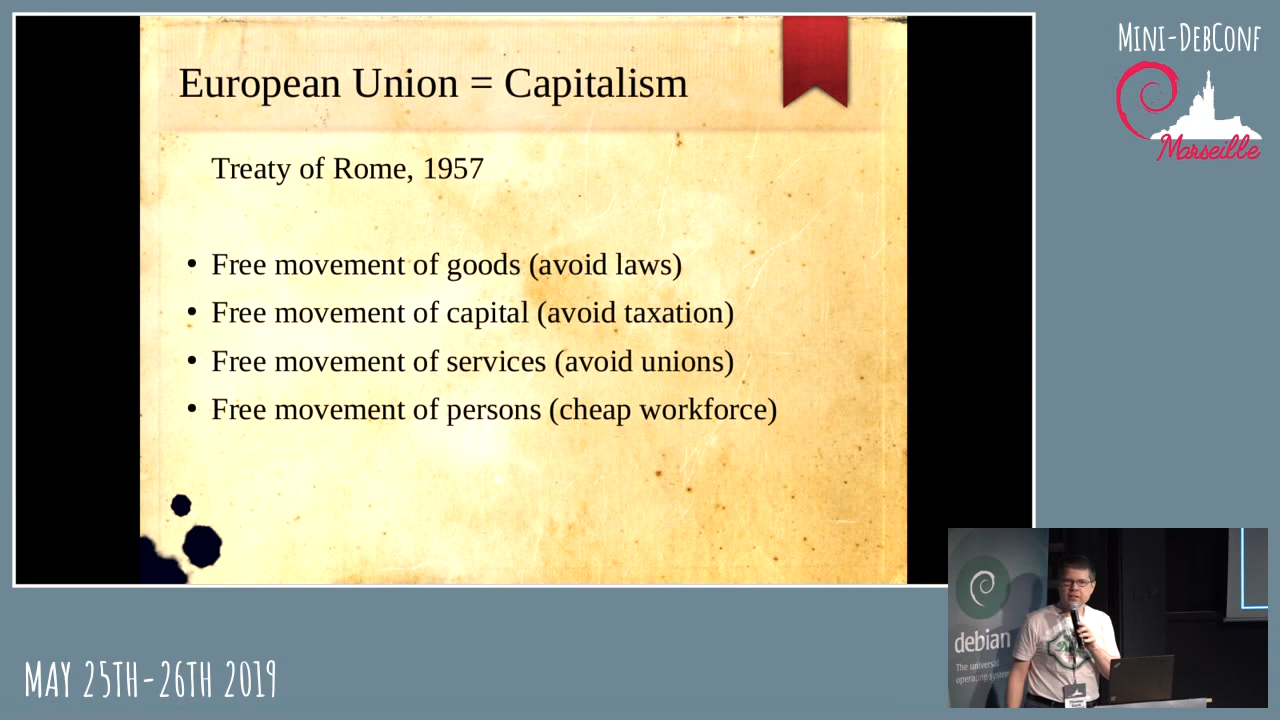 European Union = Capitalism
Treaty of Rome, 1957
• Free movement of goods (avoid laws)
• Free movement of capital (avoid taxation)
• Free movement of services (avoid unions)
• Free movement of persons (cheap workforce)
Mini-DebConf
Marseille
debian
The universal
operating system
MAY 25TH-26TH 2019